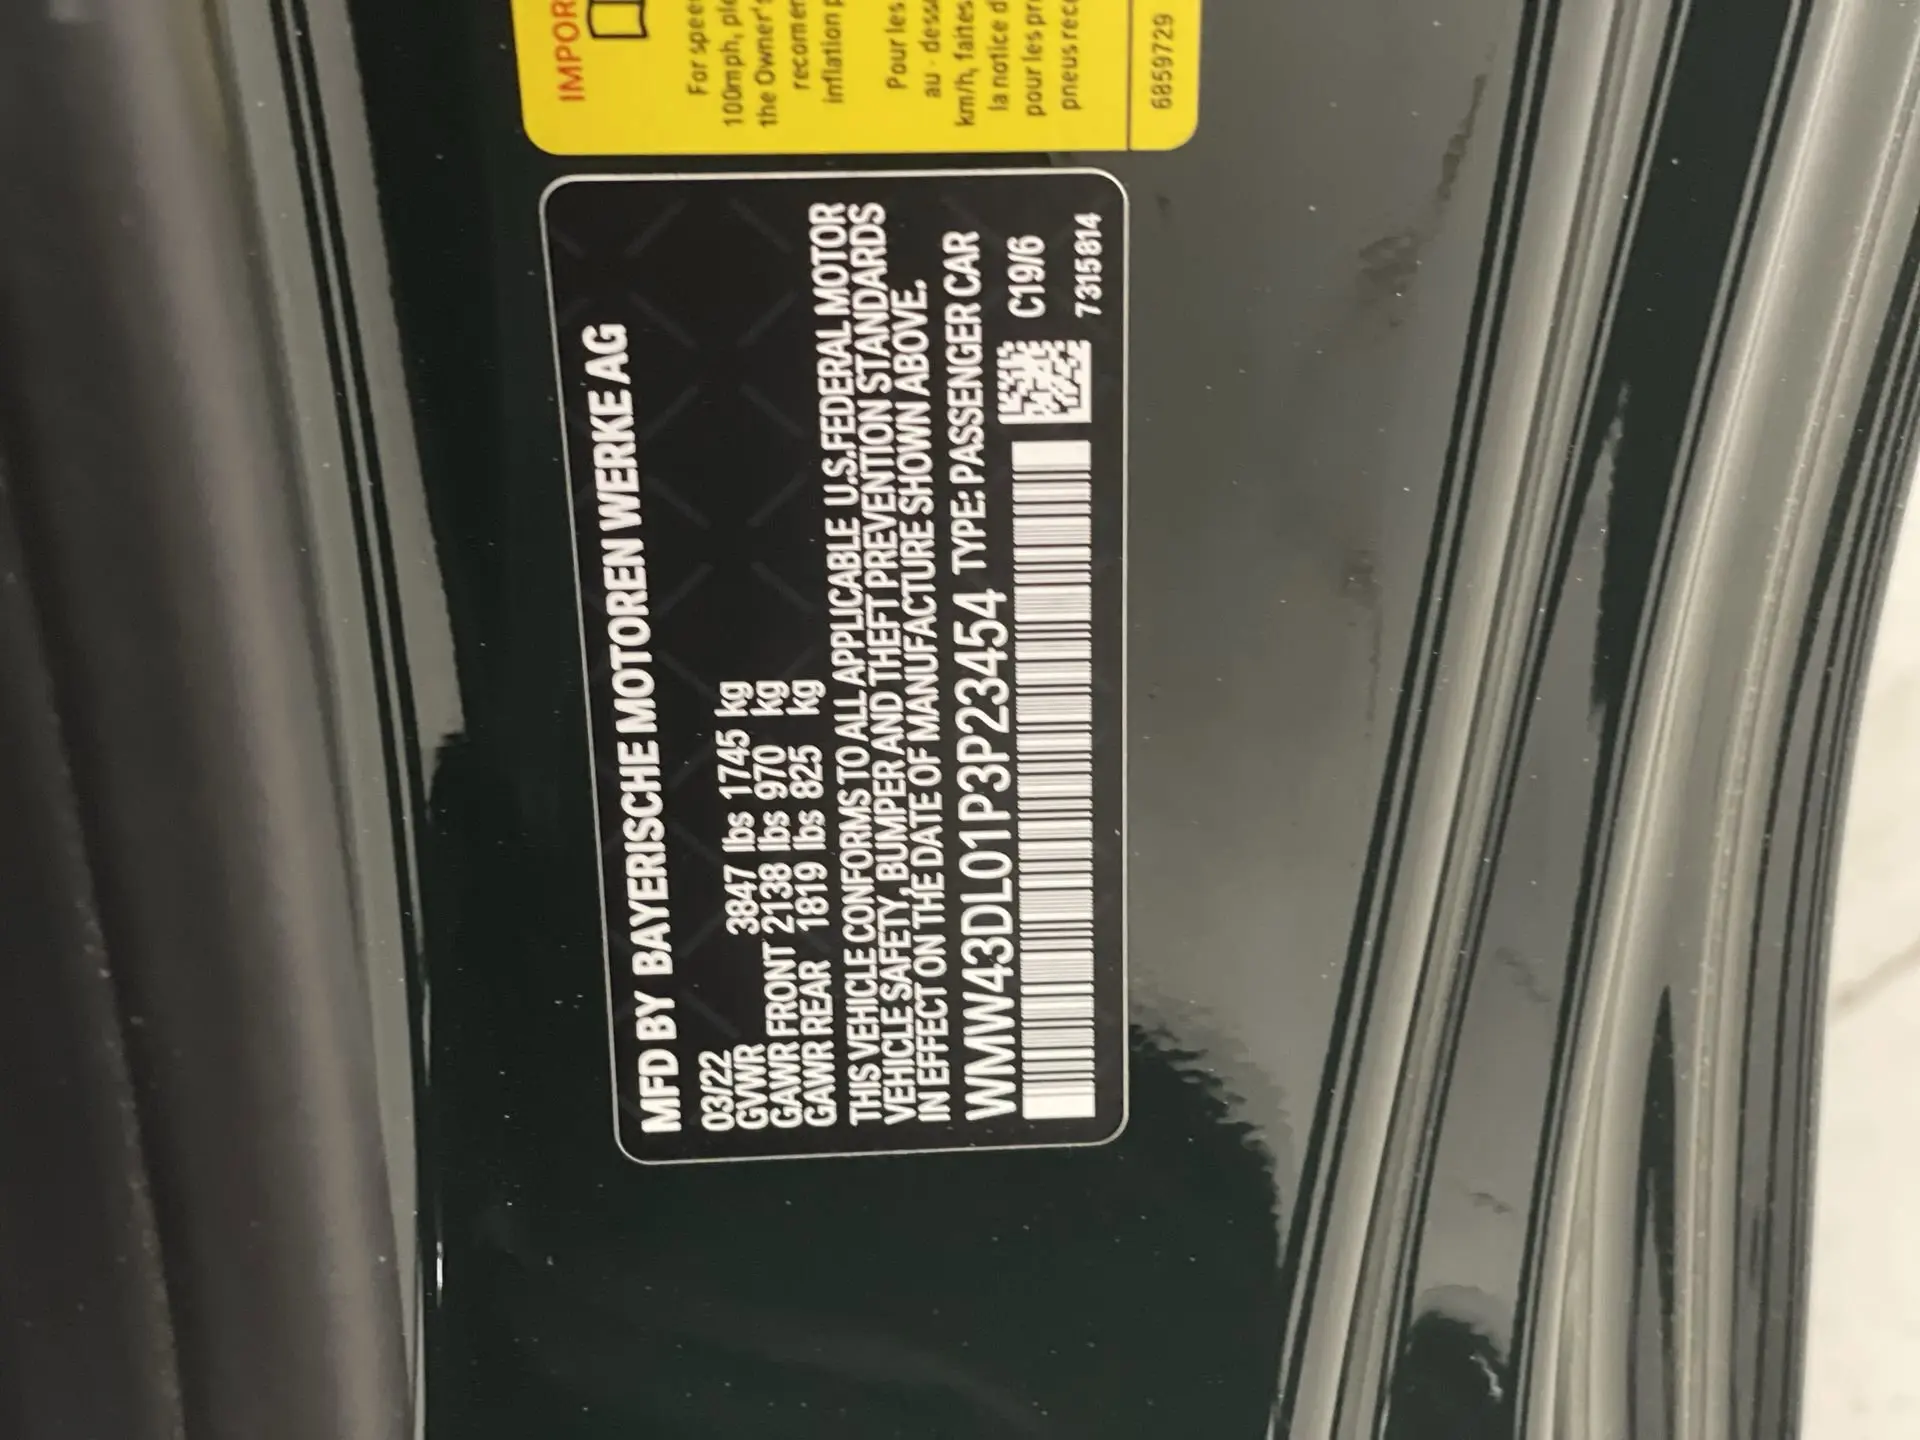 IMPOR
For spee
100mph, ple
the Owner's
recomen
inflation p
Pour les
au - dess
km/h, faites
la notice d
pour les pr
pneus rec
6859729
MFD BY BAYERISCHE MOTOREN WERKE AG
03/22
GVWR 3847 lbs 1745 kg
GAWR FRONT 2138 lbs 970 kg
GAWR REAR 1819 lbs 825 kg
THIS VEHICLE CONFORMS TO ALL APPLICABLE U.S.FEDERAL MOTOR
VEHICLE SAFETY, BUMPER AND THEFT PREVENTION STANDARDS
IN EFFECT ON THE DATE OF MANUFACTURE SHOWN ABOVE.
WMW43DL01P3P23454 TYPE: PASSENGER CAR
C19/6
7315814